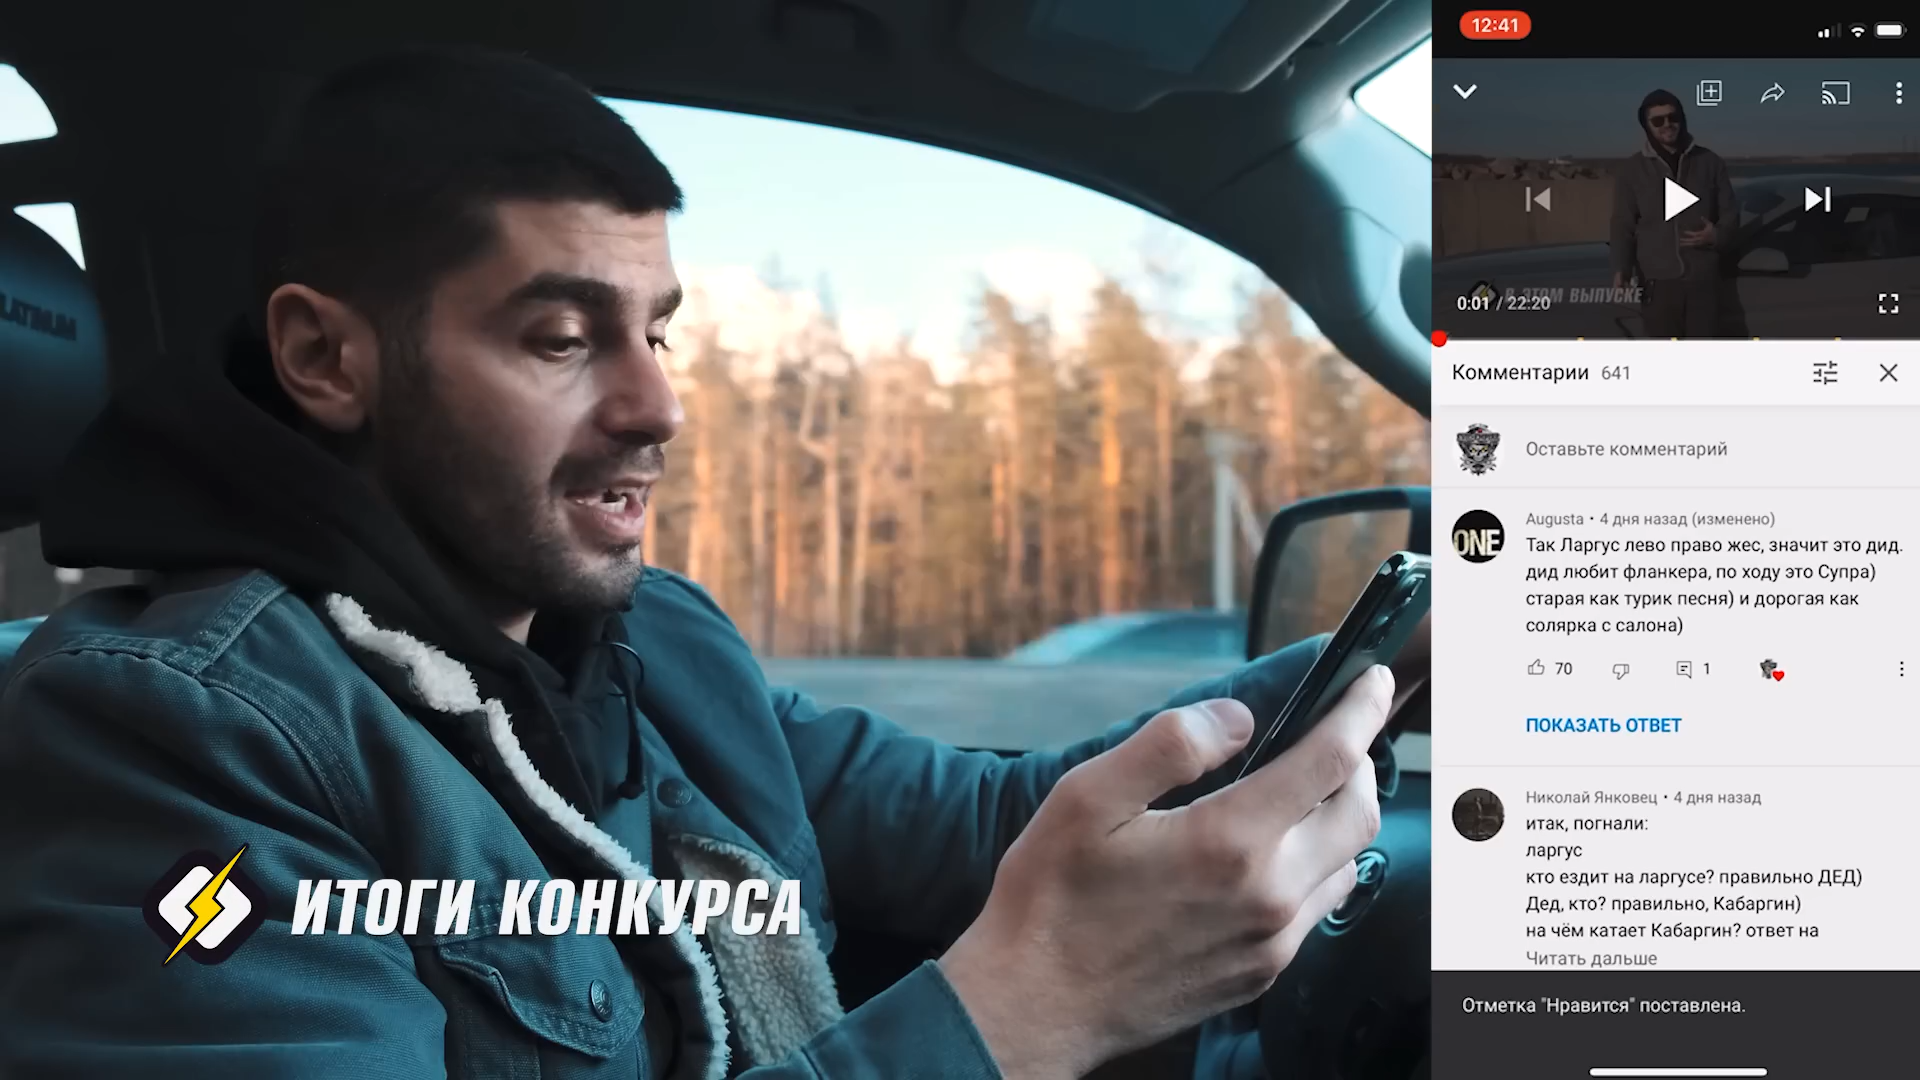 ИТОГИ КОНКУРСА
12:41
В ЭТОМ ВЫПУСКЕ
0:01 / 22:20
Комментарии 641
Оставьте комментарий
ONE
Augusta • 4 дня назад (изменено)
Так Ларгус лево право жес, значит это дид.
дид любит фланкера, по ходу это Супра)
старая как турик песня) и дорогая как
солярка с салона)
70
1
ПОКАЗАТЬ ОТВЕТ
Николай Янковец • 4 дня назад
итак, погнали:
ларгус
кто ездит на ларгусе? правильно ДЕД)
Дед, кто? правильно, Кабаргин)
на чём катает Кабаргин? ответ на
Читать дальше
Отметка "Нравится" поставлена.